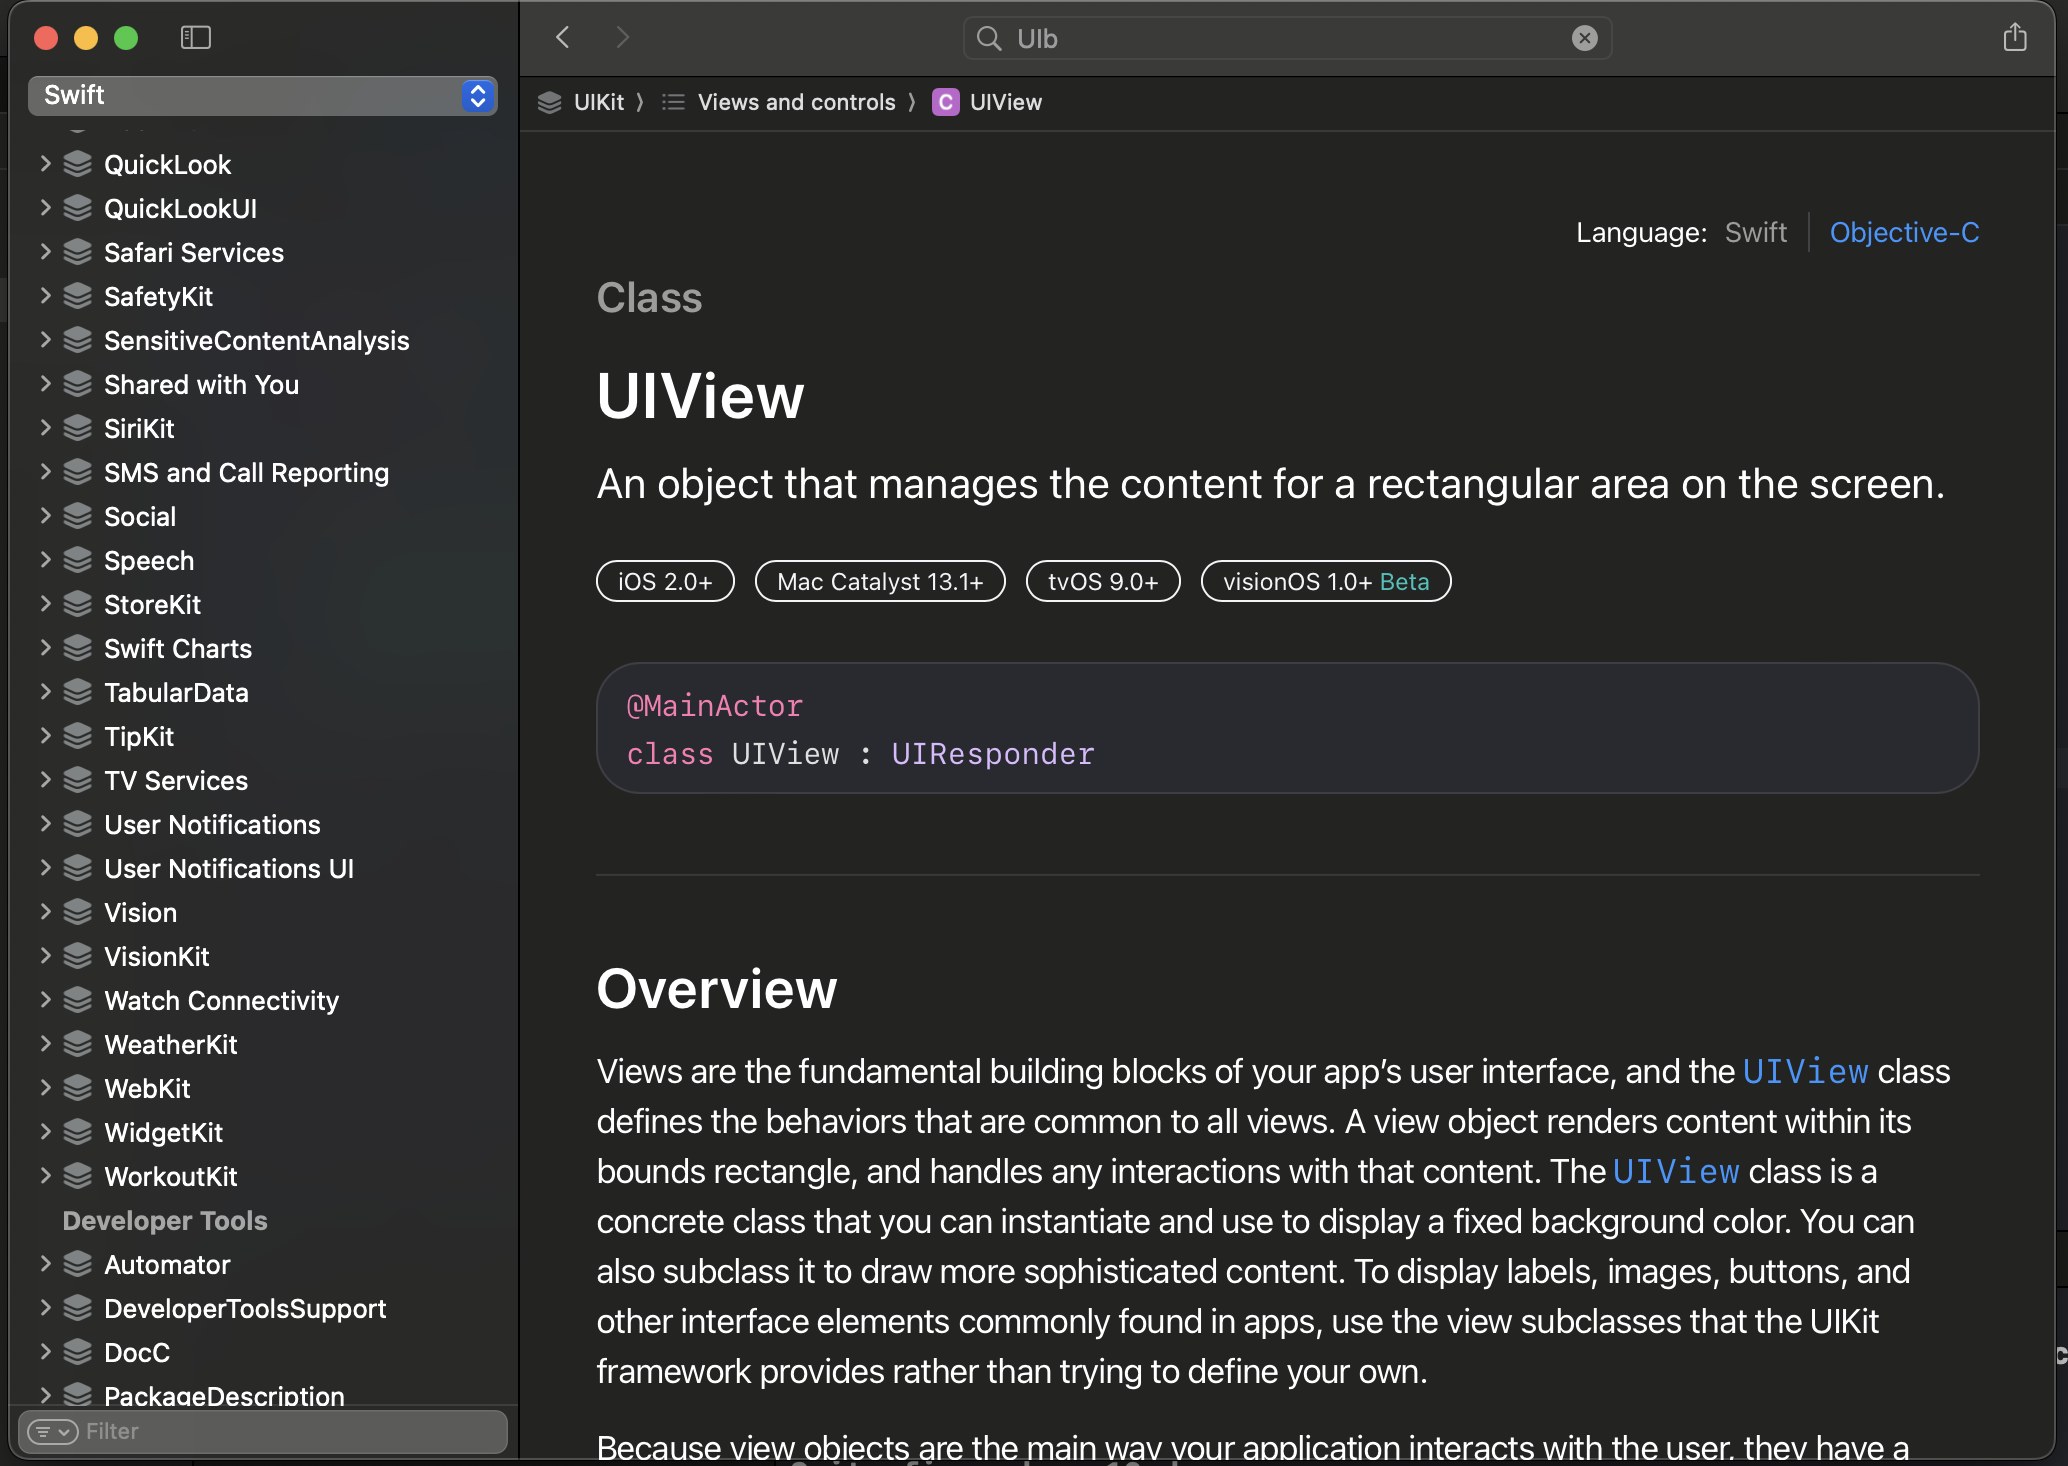 UIb
Swift
QuickLook
QuickLookUI
Safari Services
SafetyKit
SensitiveContentAnalysis
Shared with You
SiriKit
SMS and Call Reporting
Social
Speech
StoreKit
Swift Charts
TabularData
TipKit
TV Services
User Notifications
User Notifications UI
Vision
VisionKit
Watch Connectivity
WeatherKit
WebKit
WidgetKit
WorkoutKit
Developer Tools
Automator
DeveloperToolsSupport
DocC
PackageDescription
Filter
UIKit 〉 Views and controls 〉 C UIView
Language: Swift Objective-C
Class
UIView
An object that manages the content for a rectangular area on the screen.
iOS 2.0+ Mac Catalyst 13.1+ tvOS 9.0+ visionOS 1.0+ Beta
@MainActor
class UIView : UIResponder
Overview
Views are the fundamental building blocks of your app’s user interface, and the UIView class
defines the behaviors that are common to all views. A view object renders content within its
bounds rectangle, and handles any interactions with that content. The UIView class is a
concrete class that you can instantiate and use to display a fixed background color. You can
also subclass it to draw more sophisticated content. To display labels, images, buttons, and
other interface elements commonly found in apps, use the view subclasses that the UIKit
framework provides rather than trying to define your own.
Because view objects are the main way your application interacts with the user, they have a